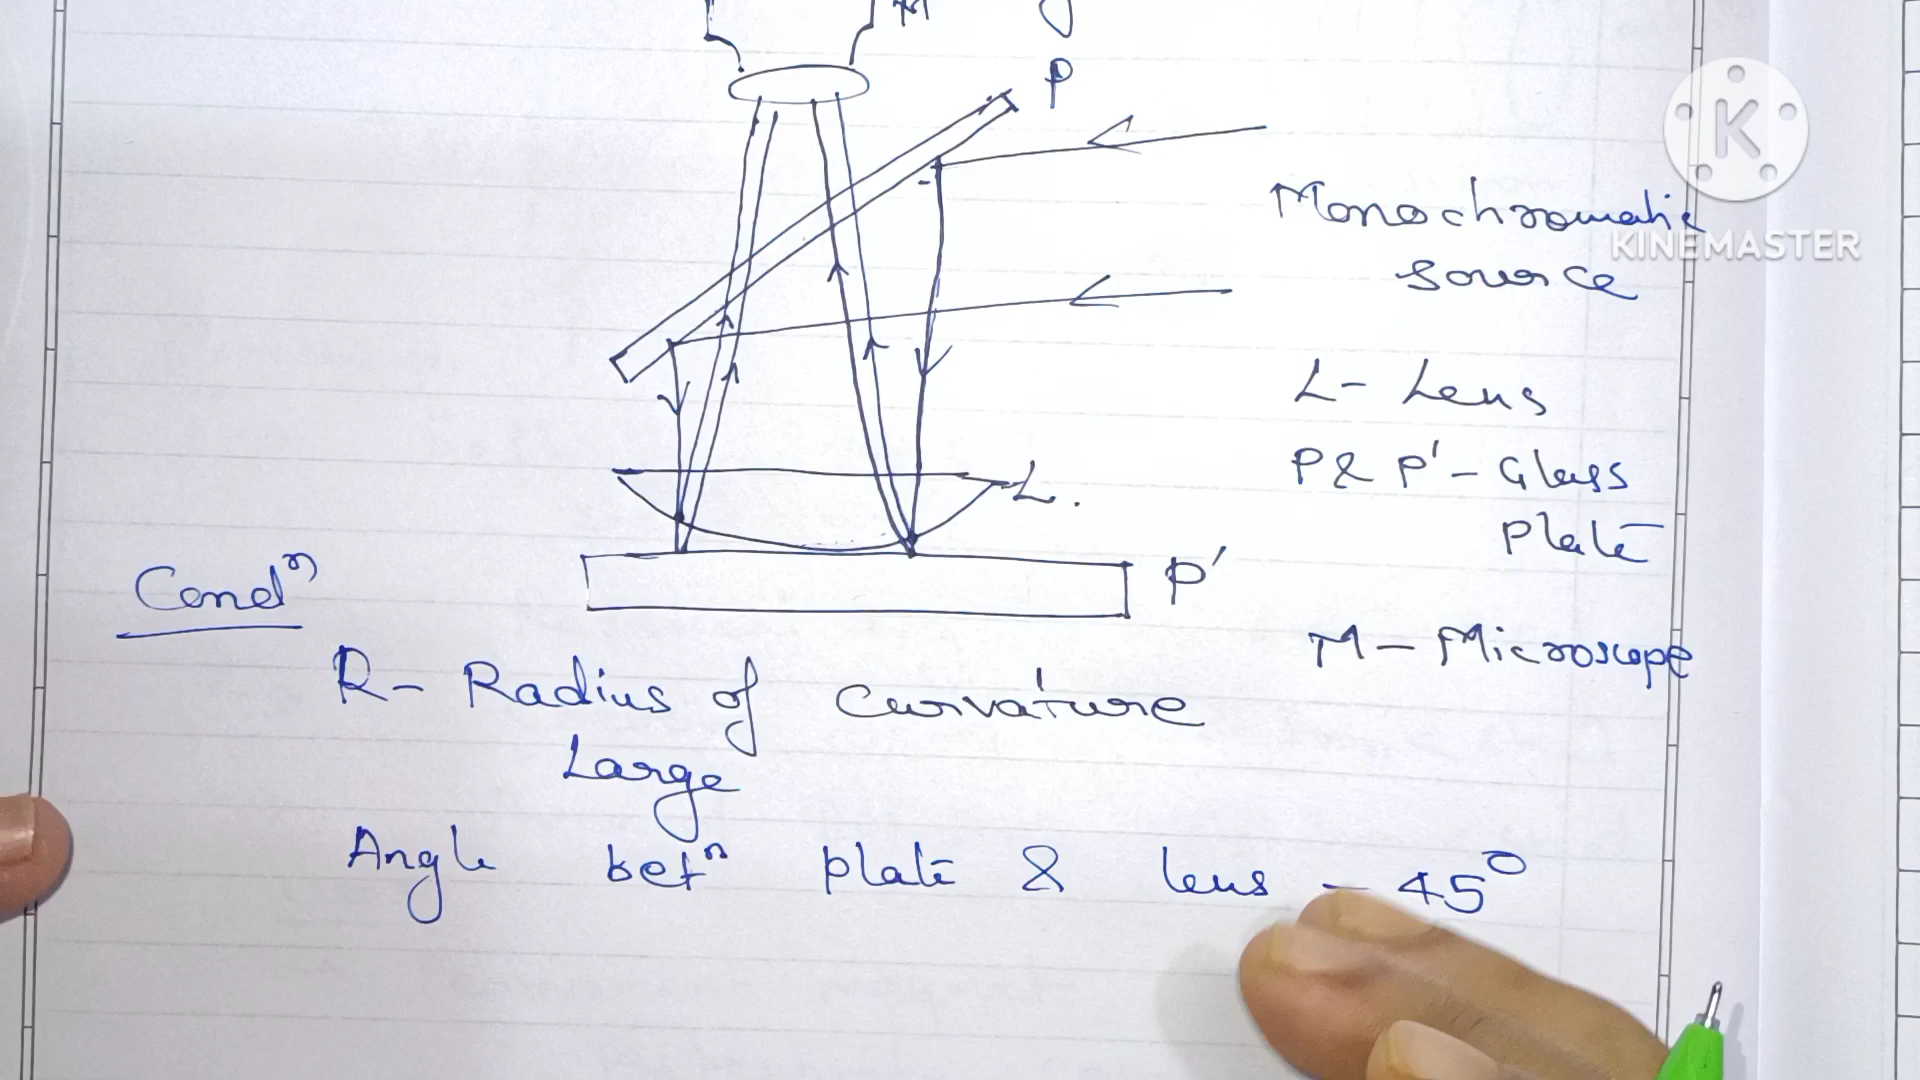 M
P
Monochromatic
K
KINEMASTER
Source
L- Lens
P & P' - Glass
Plate
L.
P'
Condⁿ
M - Microscope
R- Radius of Curvature
Large
Angle betⁿ plate & lens - 45°